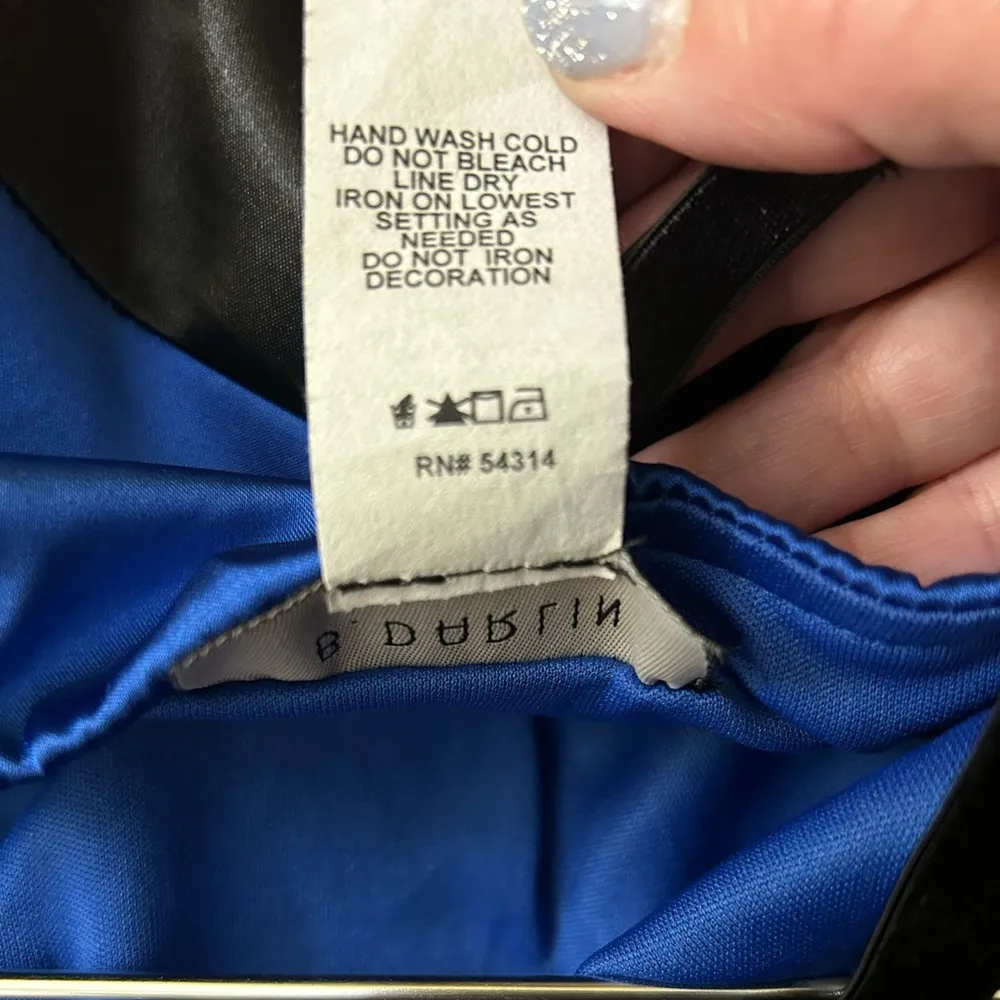 HAND WASH COLD
DO NOT BLEACH
LINE DRY
IRON ON LOWEST
SETTING AS
NEEDED
DO NOT IRON
DECORATION
RN# 54314
B. DARLIN